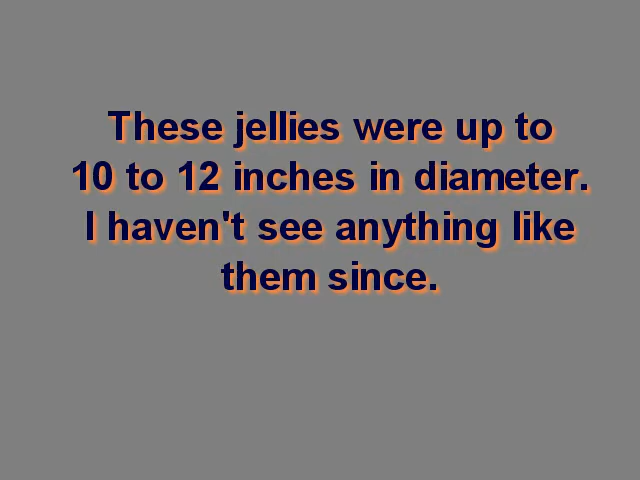 These jellies were up to
10 to 12 inches in diameter.
I haven't see anything like
them since.